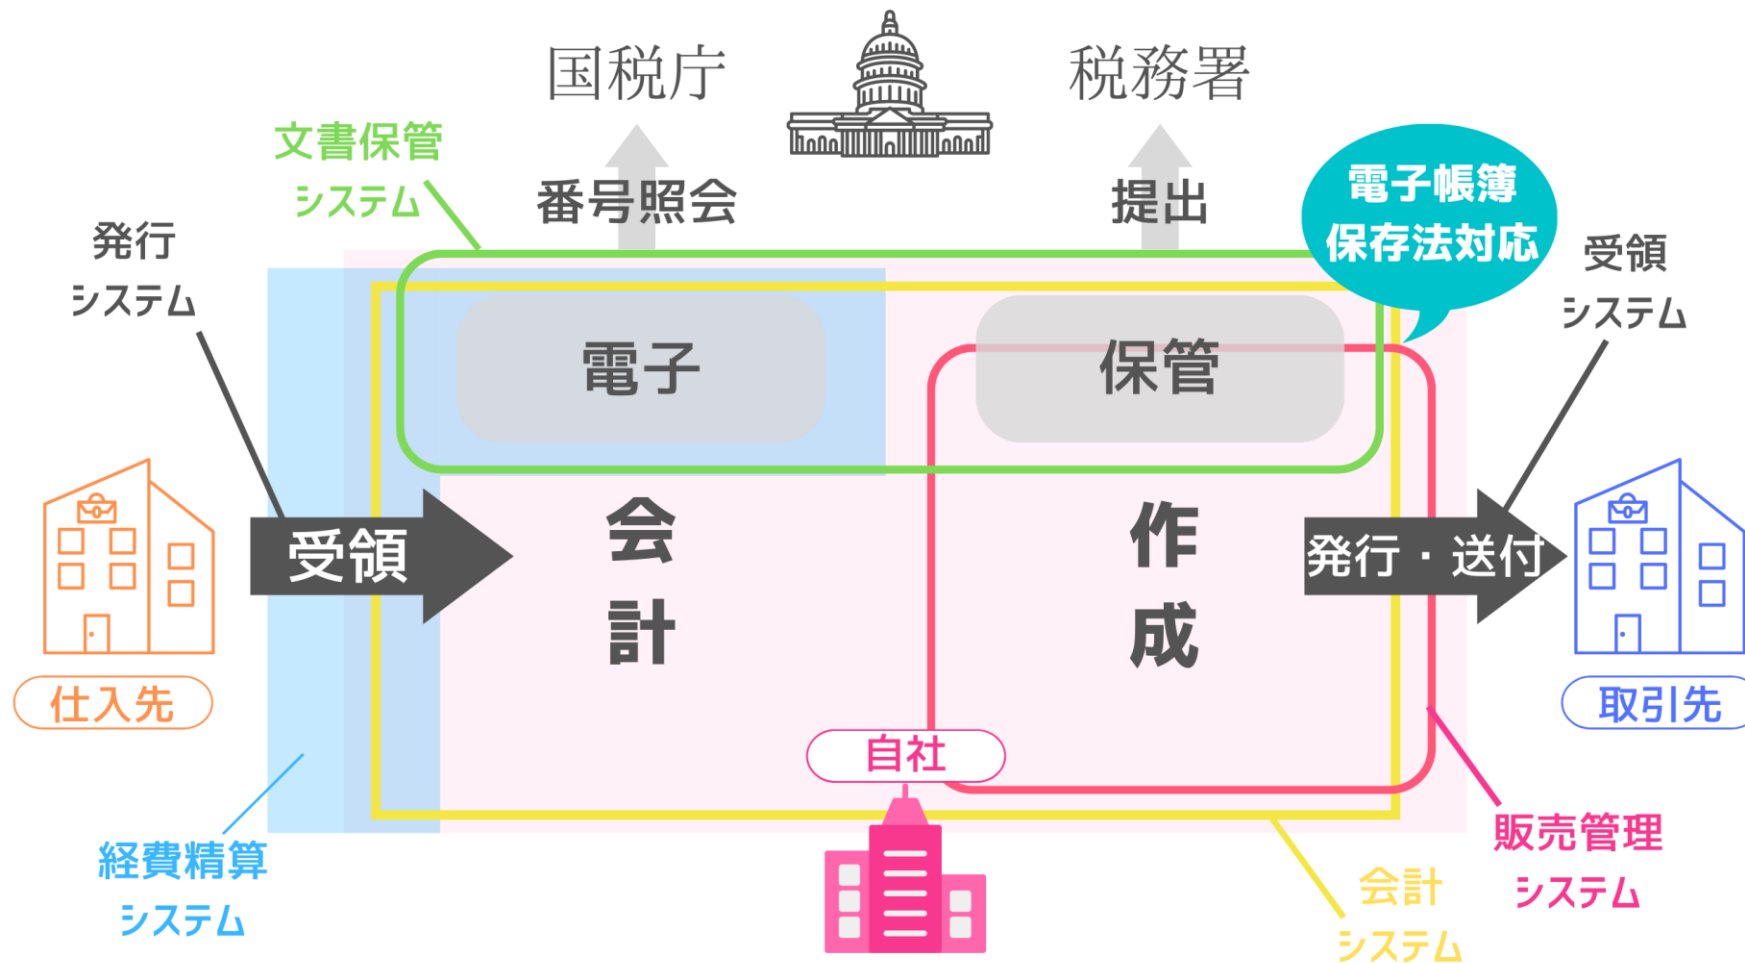 国税庁
税務署
文書保管
システム
番号照会
提出
電子帳簿
保存法対応
発行
システム
受領
システム
電子
保管
会
計
作
成
受領
発行・送付
仕入先
取引先
自社
経費精算
システム
販売管理
システム
会計
システム